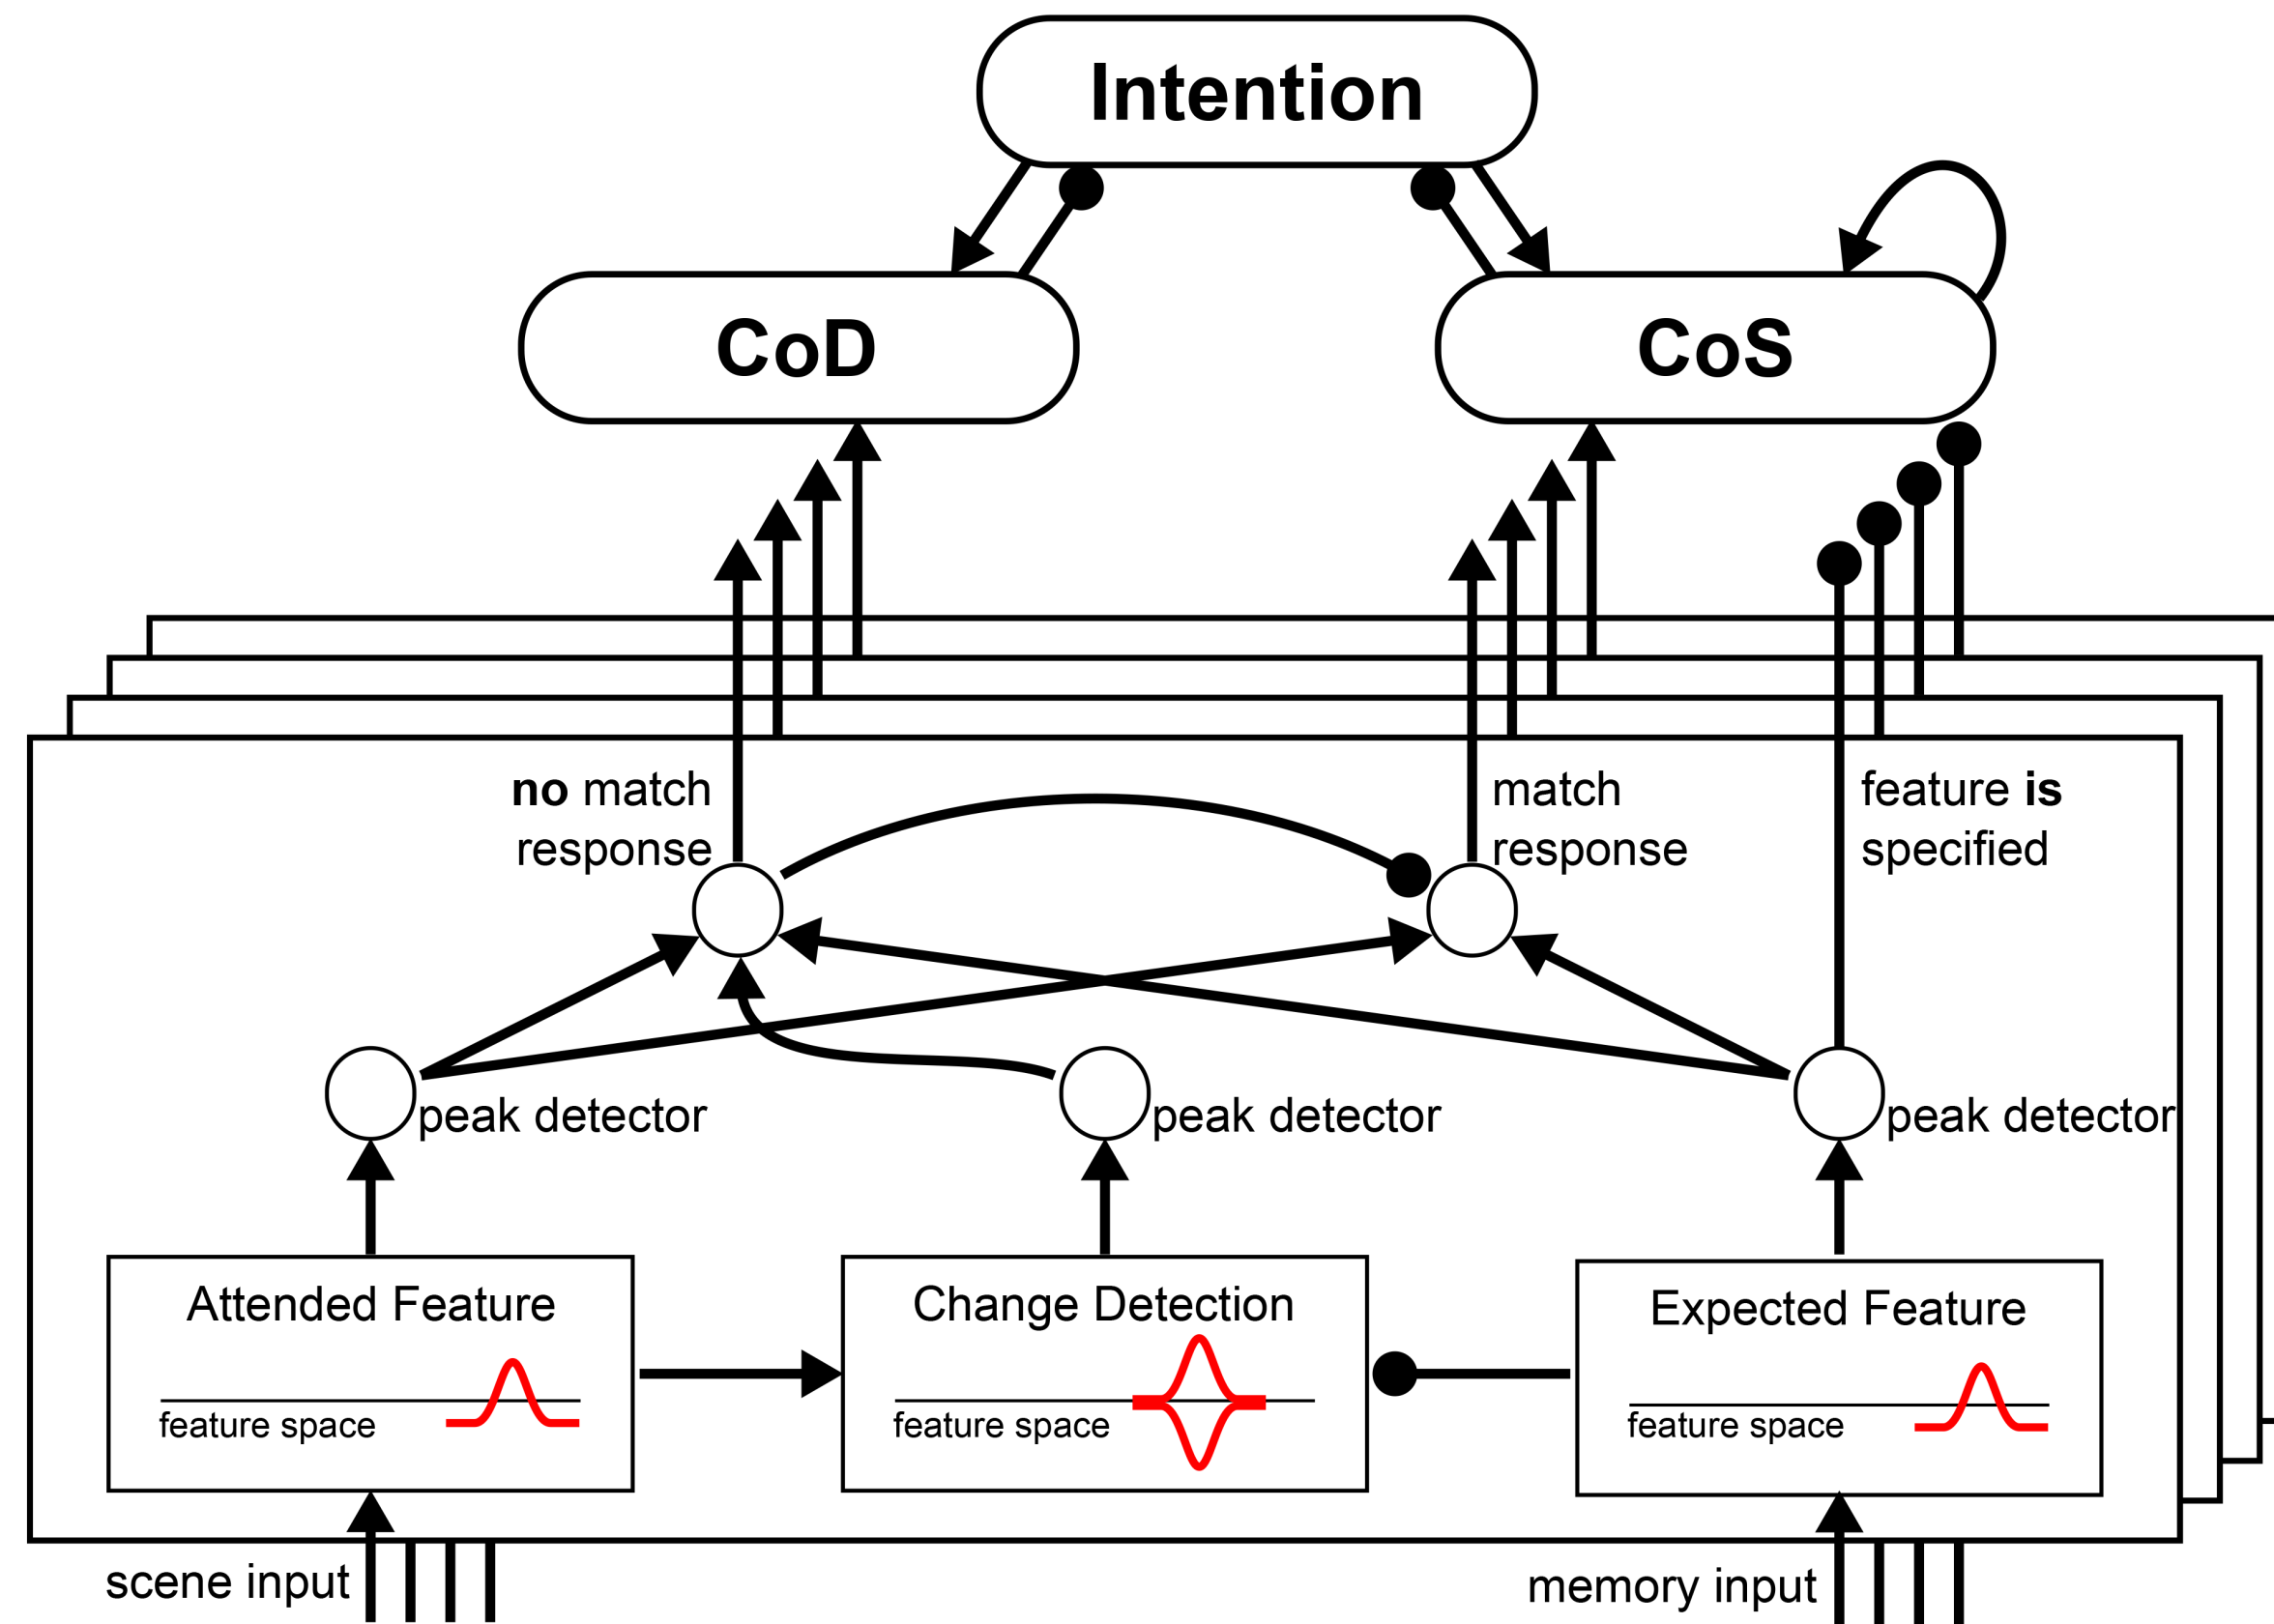 Intention
CoD
CoS
no match
response
match
response
feature is
specified
peak detector
peak detector
peak detector
Attended Feature
feature space
Change Detection
feature space
Expected Feature
feature space
scene input
memory input